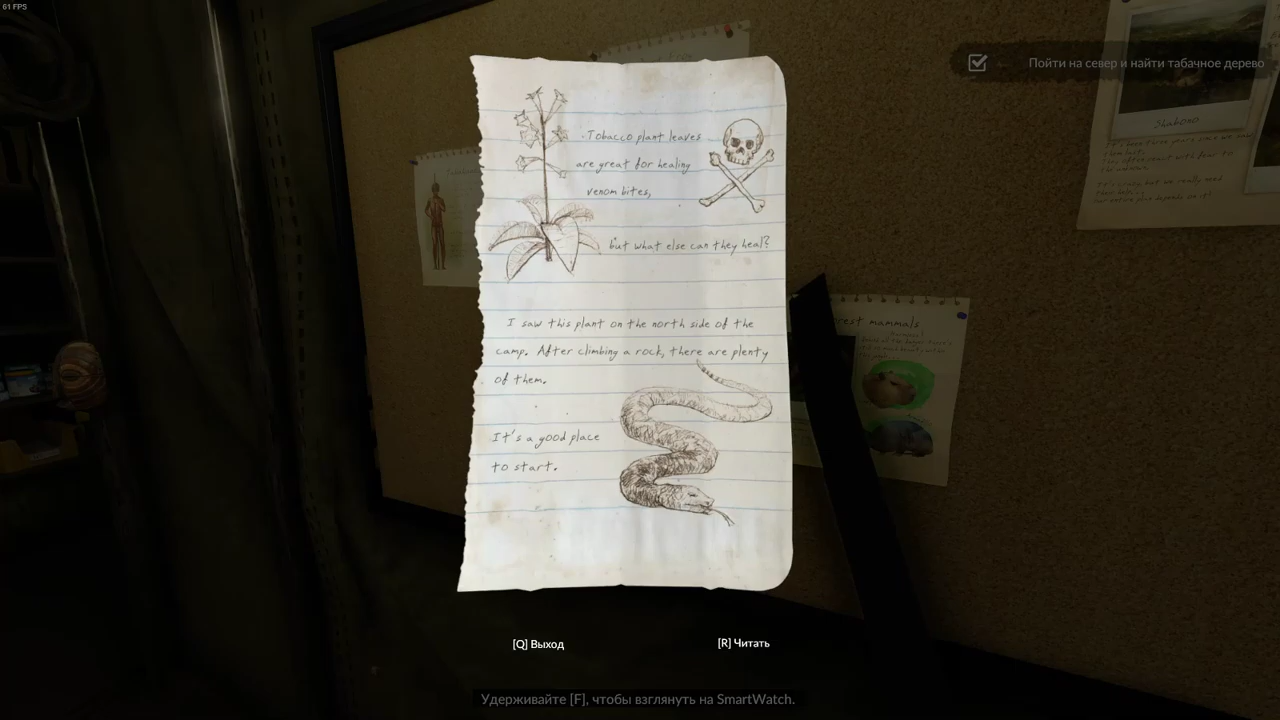 61 FPS
Пойти на север и найти табачное дерево
-Tobacco plant leaves
are great for healing
venom bites,
but what else can they heal?
I saw this plant on the north side of the
camp. After climbing a rock, there are plenty
of them.
It's a good place
to start.
Shabono
mammals
[Q] Выход
[R] Читать
Удерживайте [F], чтобы взглянуть на SmartWatch.